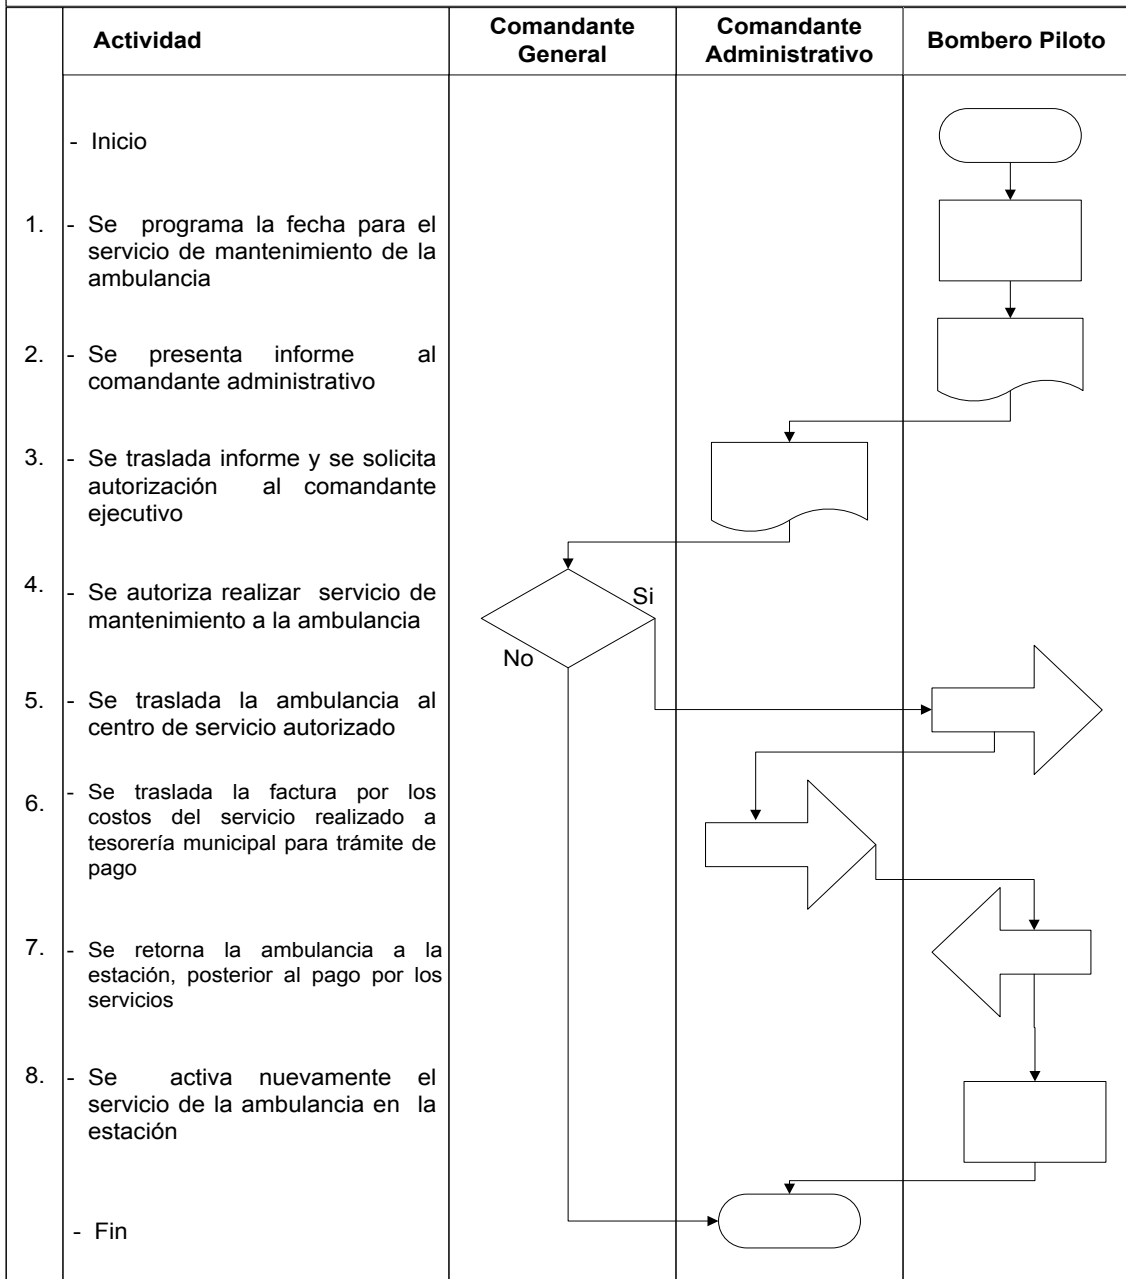 Actividad
Comandante
General
Comandante
Administrativo
Bombero Piloto
- Inicio
1. - Se programa la fecha para el
servicio de mantenimiento de la
ambulancia
2. - Se presenta informe al
comandante administrativo
3. - Se traslada informe y se solicita
autorización al comandante
ejecutivo
4. - Se autoriza realizar servicio de
mantenimiento a la ambulancia
Si
No
5. - Se traslada la ambulancia al
centro de servicio autorizado
6. - Se traslada la factura por los
costos del servicio realizado a
tesorería municipal para trámite de
pago
7. - Se retorna la ambulancia a la
estación, posterior al pago por los
servicios
8. - Se activa nuevamente el
servicio de la ambulancia en la
estación
- Fin